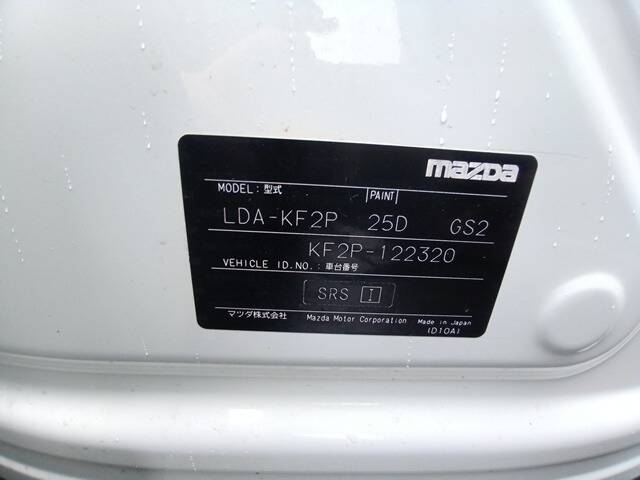 mazda
MODEL: 型式 PAINT
LDA-KF2P 25D GS2
KF2P-122320
VEHICLE ID.NO.: 車台番号
SRS I
マツダ株式会社 Mazda Motor Corporation Made in Japan
(D10A)